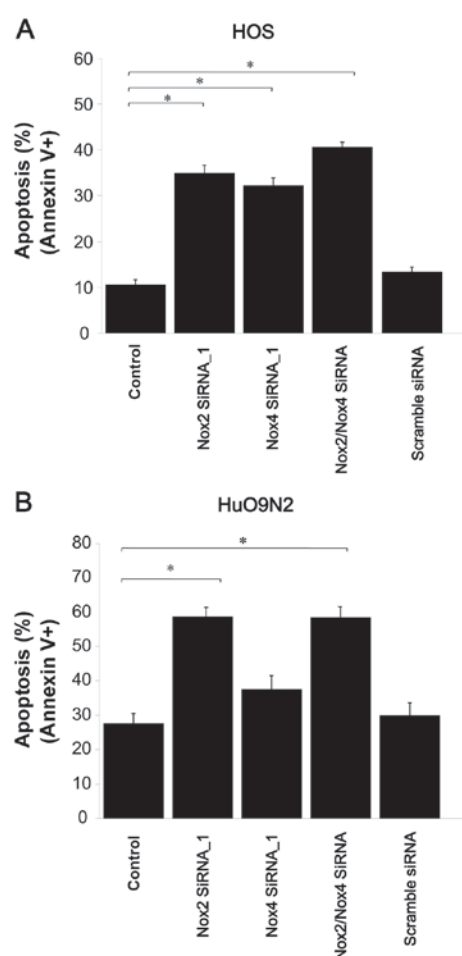 A
HOS
Apoptosis (%)
(Annexin V+)
60
50
40
30
20
10
0
*
*
*
Control
Nox2 SiRNA_1
Nox4 SiRNA_1
Nox2/Nox4 SiRNA
Scramble siRNA
B
HuO9N2
Apoptosis (%)
(Annexin V+)
80
70
60
50
40
30
20
10
0
*
*
Control
Nox2 SiRNA_1
Nox4 SiRNA_1
Nox2/Nox4 SiRNA
Scramble siRNA